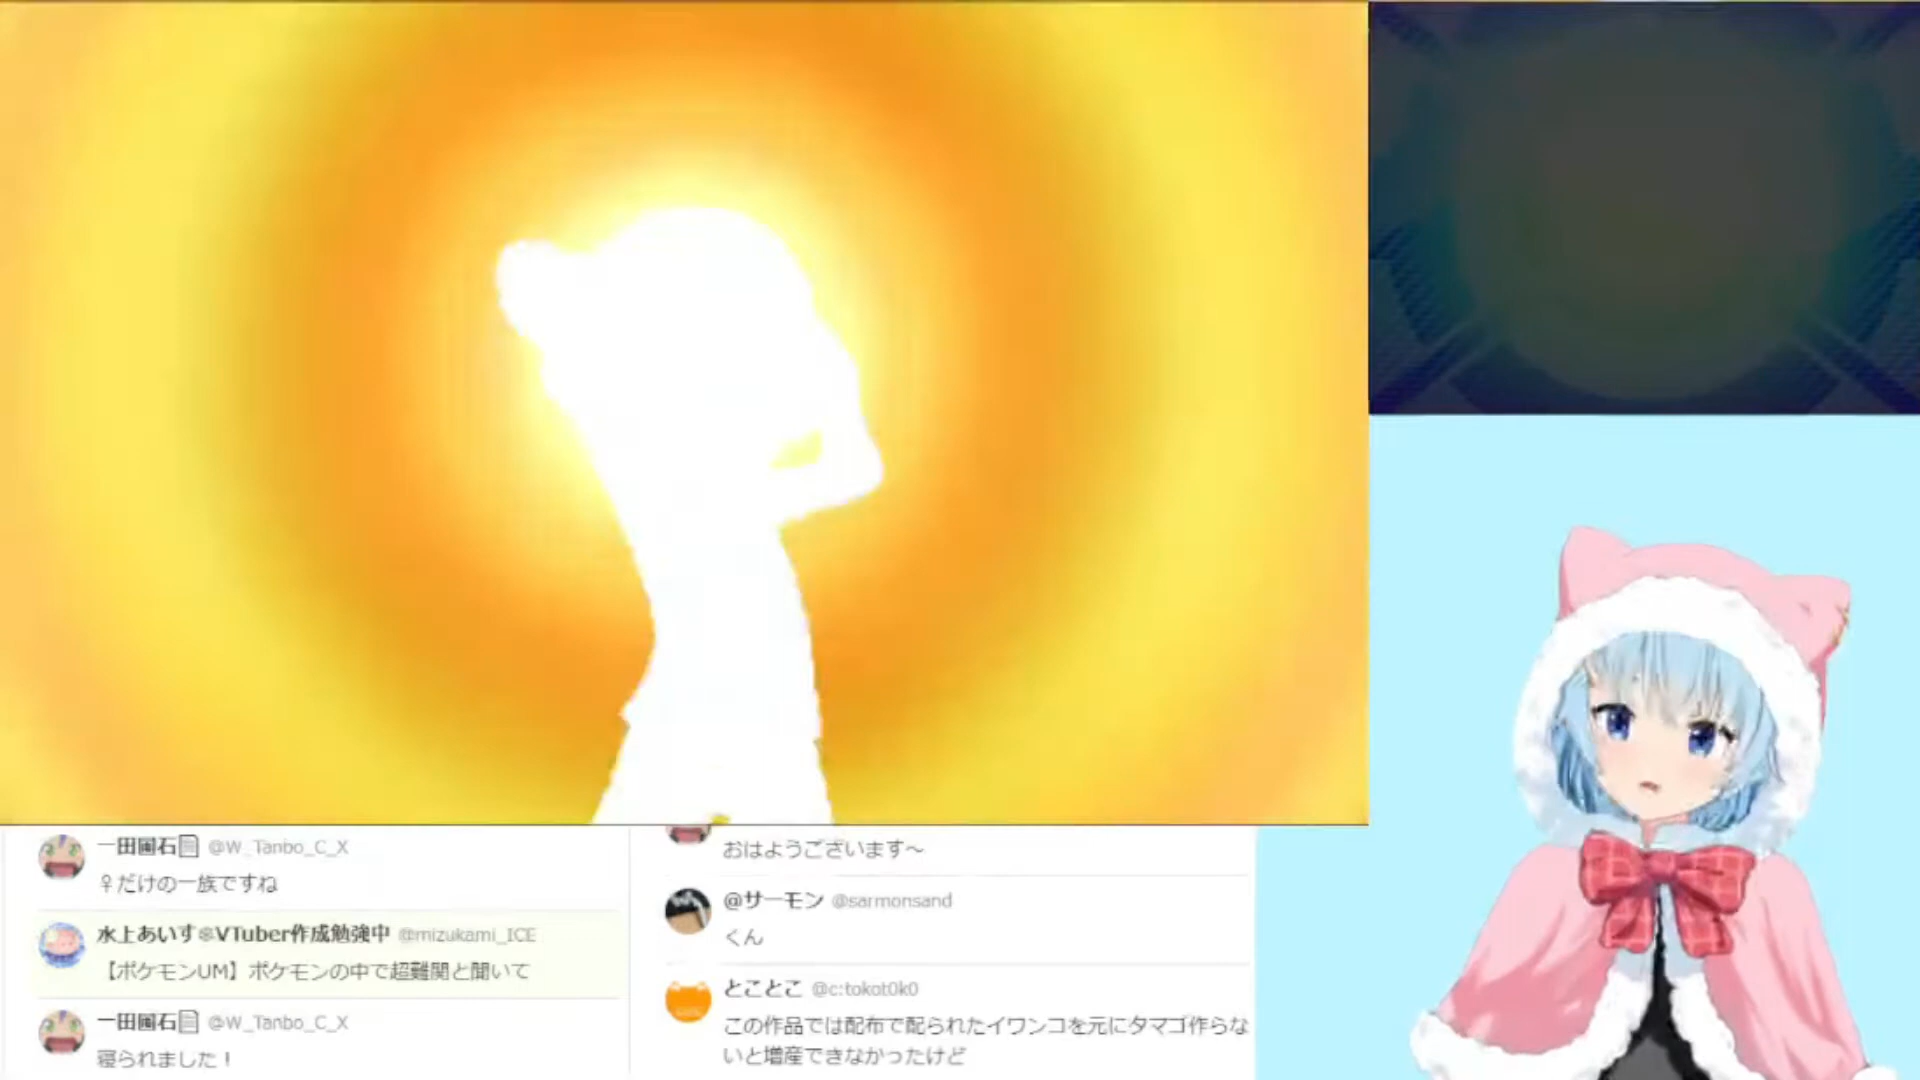 一田圃石 @W_Tanbo_C_X
♀だけの一族ですね
水上あいす❄VTuber作成勉強中 @mizukami_ICE
【ポケモンUM】ポケモンの中で超難関と聞いて
一田圃石 @W_Tanbo_C_X
寝られました！
おはようございます～
@サーモン @sarmonsand
くん
とことこ @c:tokot0k0
この作品では配布で配られたイワンコを元にタマゴ作らな
いと増産できなかったけど